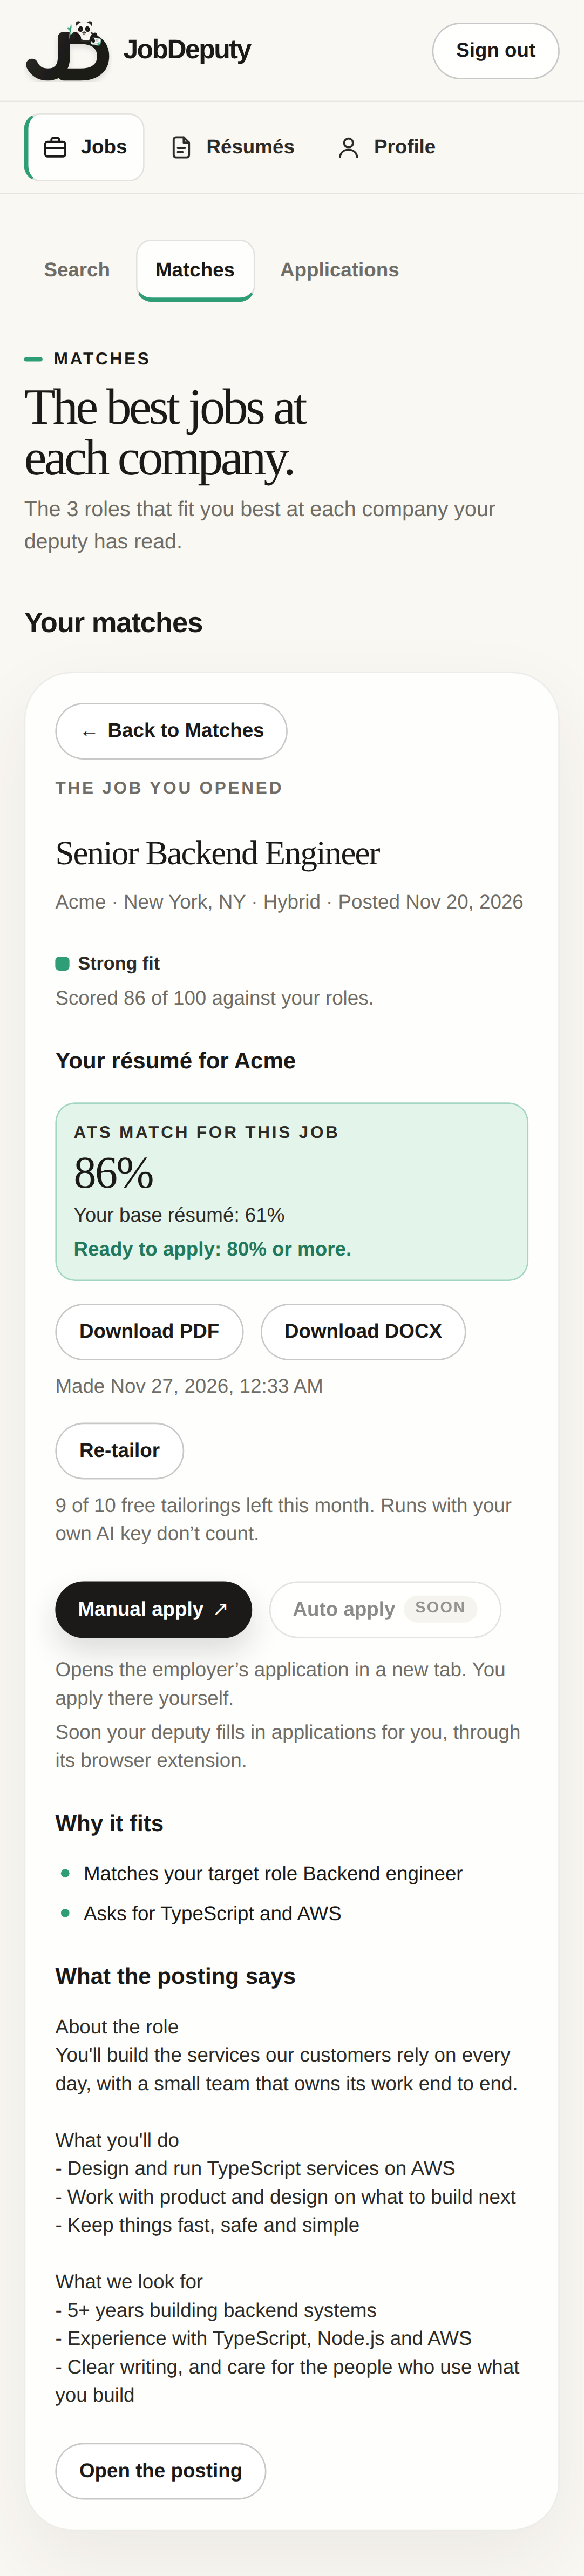 JobDeputy
Sign out
Jobs
Résumés
Profile
Search
Matches
Applications
MATCHES
The best jobs at
each company.
The 3 roles that fit you best at each company your
deputy has read.
Your matches
← Back to Matches
THE JOB YOU OPENED
Senior Backend Engineer
Acme · New York, NY · Hybrid · Posted Nov 20, 2026
Strong fit
Scored 86 of 100 against your roles.
Your résumé for Acme
ATS MATCH FOR THIS JOB
86%
Your base résumé: 61%
Ready to apply: 80% or more.
Download PDF
Download DOCX
Made Nov 27, 2026, 12:33 AM
Re-tailor
9 of 10 free tailorings left this month. Runs with your
own AI key don’t count.
Manual apply ↗
Auto apply SOON
Opens the employer’s application in a new tab. You
apply there yourself.
Soon your deputy fills in applications for you, through
its browser extension.
Why it fits
Matches your target role Backend engineer
Asks for TypeScript and AWS
What the posting says
About the role
You'll build the services our customers rely on every
day, with a small team that owns its work end to end.
What you'll do
- Design and run TypeScript services on AWS
- Work with product and design on what to build next
- Keep things fast, safe and simple
What we look for
- 5+ years building backend systems
- Experience with TypeScript, Node.js and AWS
- Clear writing, and care for the people who use what
you build
Open the posting